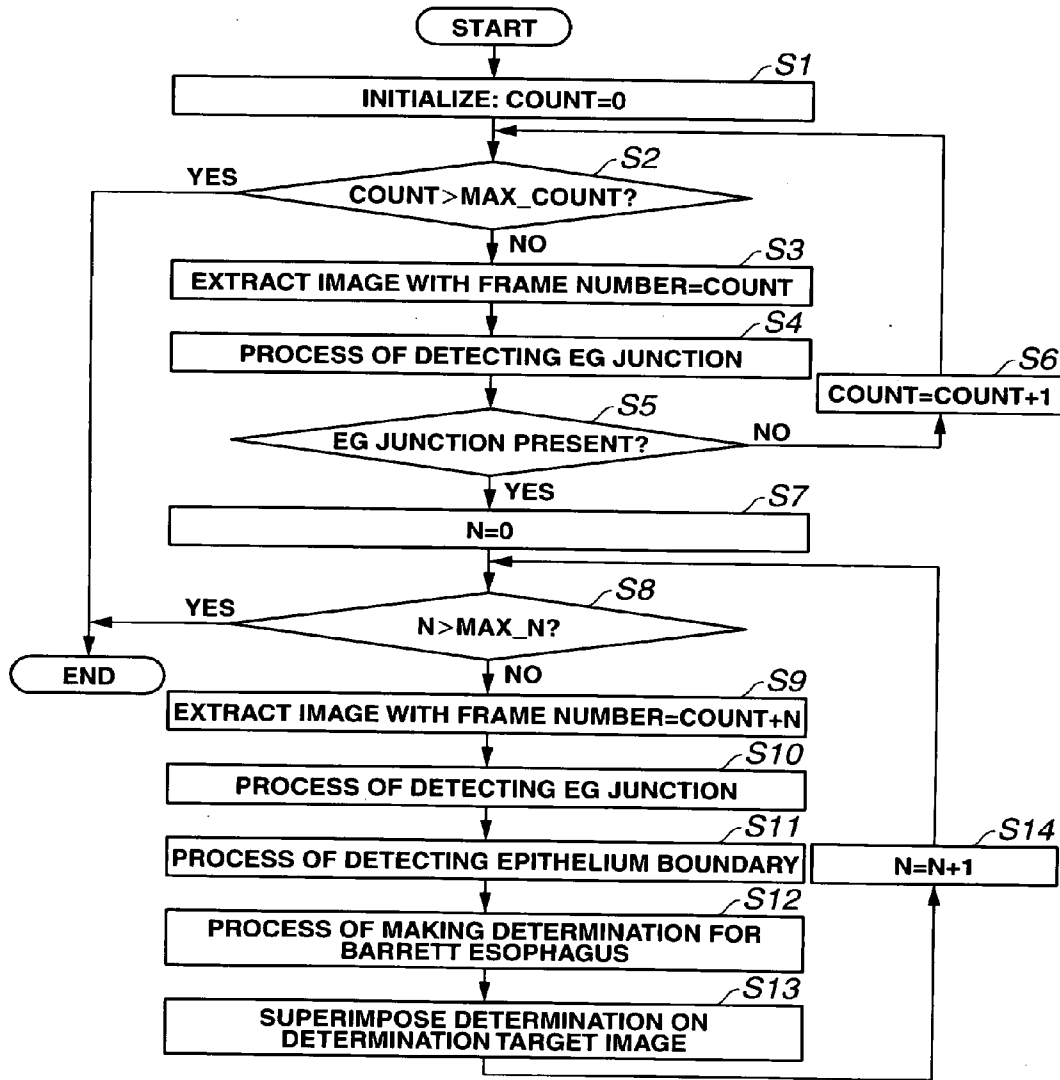 START
S1
INITIALIZE: COUNT=0
S2
YES
COUNT>MAX_COUNT?
NO
S3
EXTRACT IMAGE WITH FRAME NUMBER=COUNT
S4
PROCESS OF DETECTING EG JUNCTION
S6
COUNT=COUNT+1
S5
EG JUNCTION PRESENT?
NO
YES
S7
N=0
S8
YES
N>MAX_N?
END
NO
S9
EXTRACT IMAGE WITH FRAME NUMBER=COUNT+N
S10
PROCESS OF DETECTING EG JUNCTION
S11
PROCESS OF DETECTING EPITHELIUM BOUNDARY
S14
N=N+1
S12
PROCESS OF MAKING DETERMINATION FOR
BARRETT ESOPHAGUS
S13
SUPERIMPOSE DETERMINATION ON
DETERMINATION TARGET IMAGE